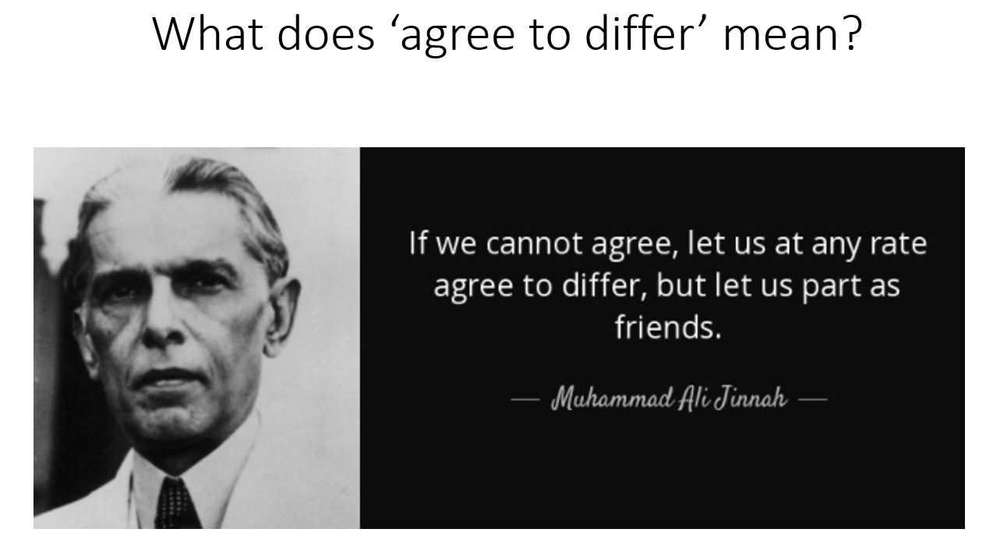 What does ‘agree to differ’ mean?
If we cannot agree, let us at any rate
agree to differ, but let us part as
friends.
— Muhammad Ali Jinnah —